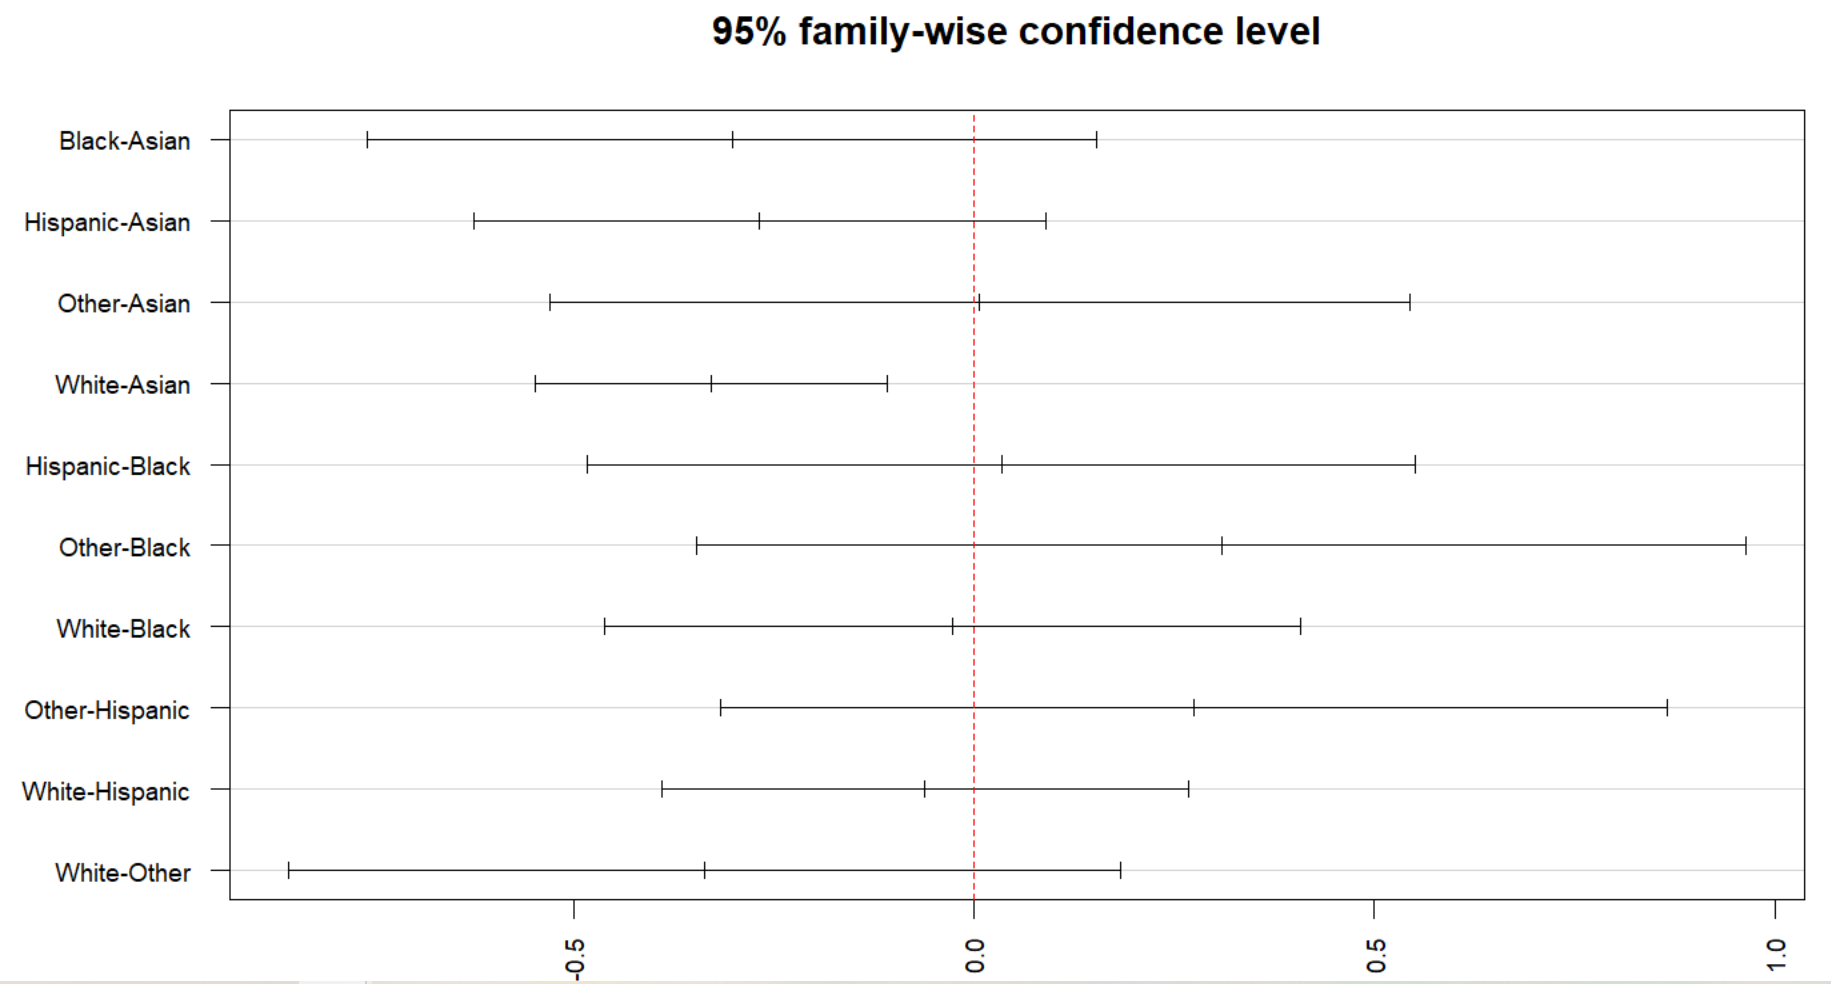 95% family-wise confidence level
Black-Asian
Hispanic-Asian
Other-Asian
White-Asian
Hispanic-Black
Other-Black
White-Black
Other-Hispanic
White-Hispanic
White-Other
-0.5
0.0
0.5
1.0